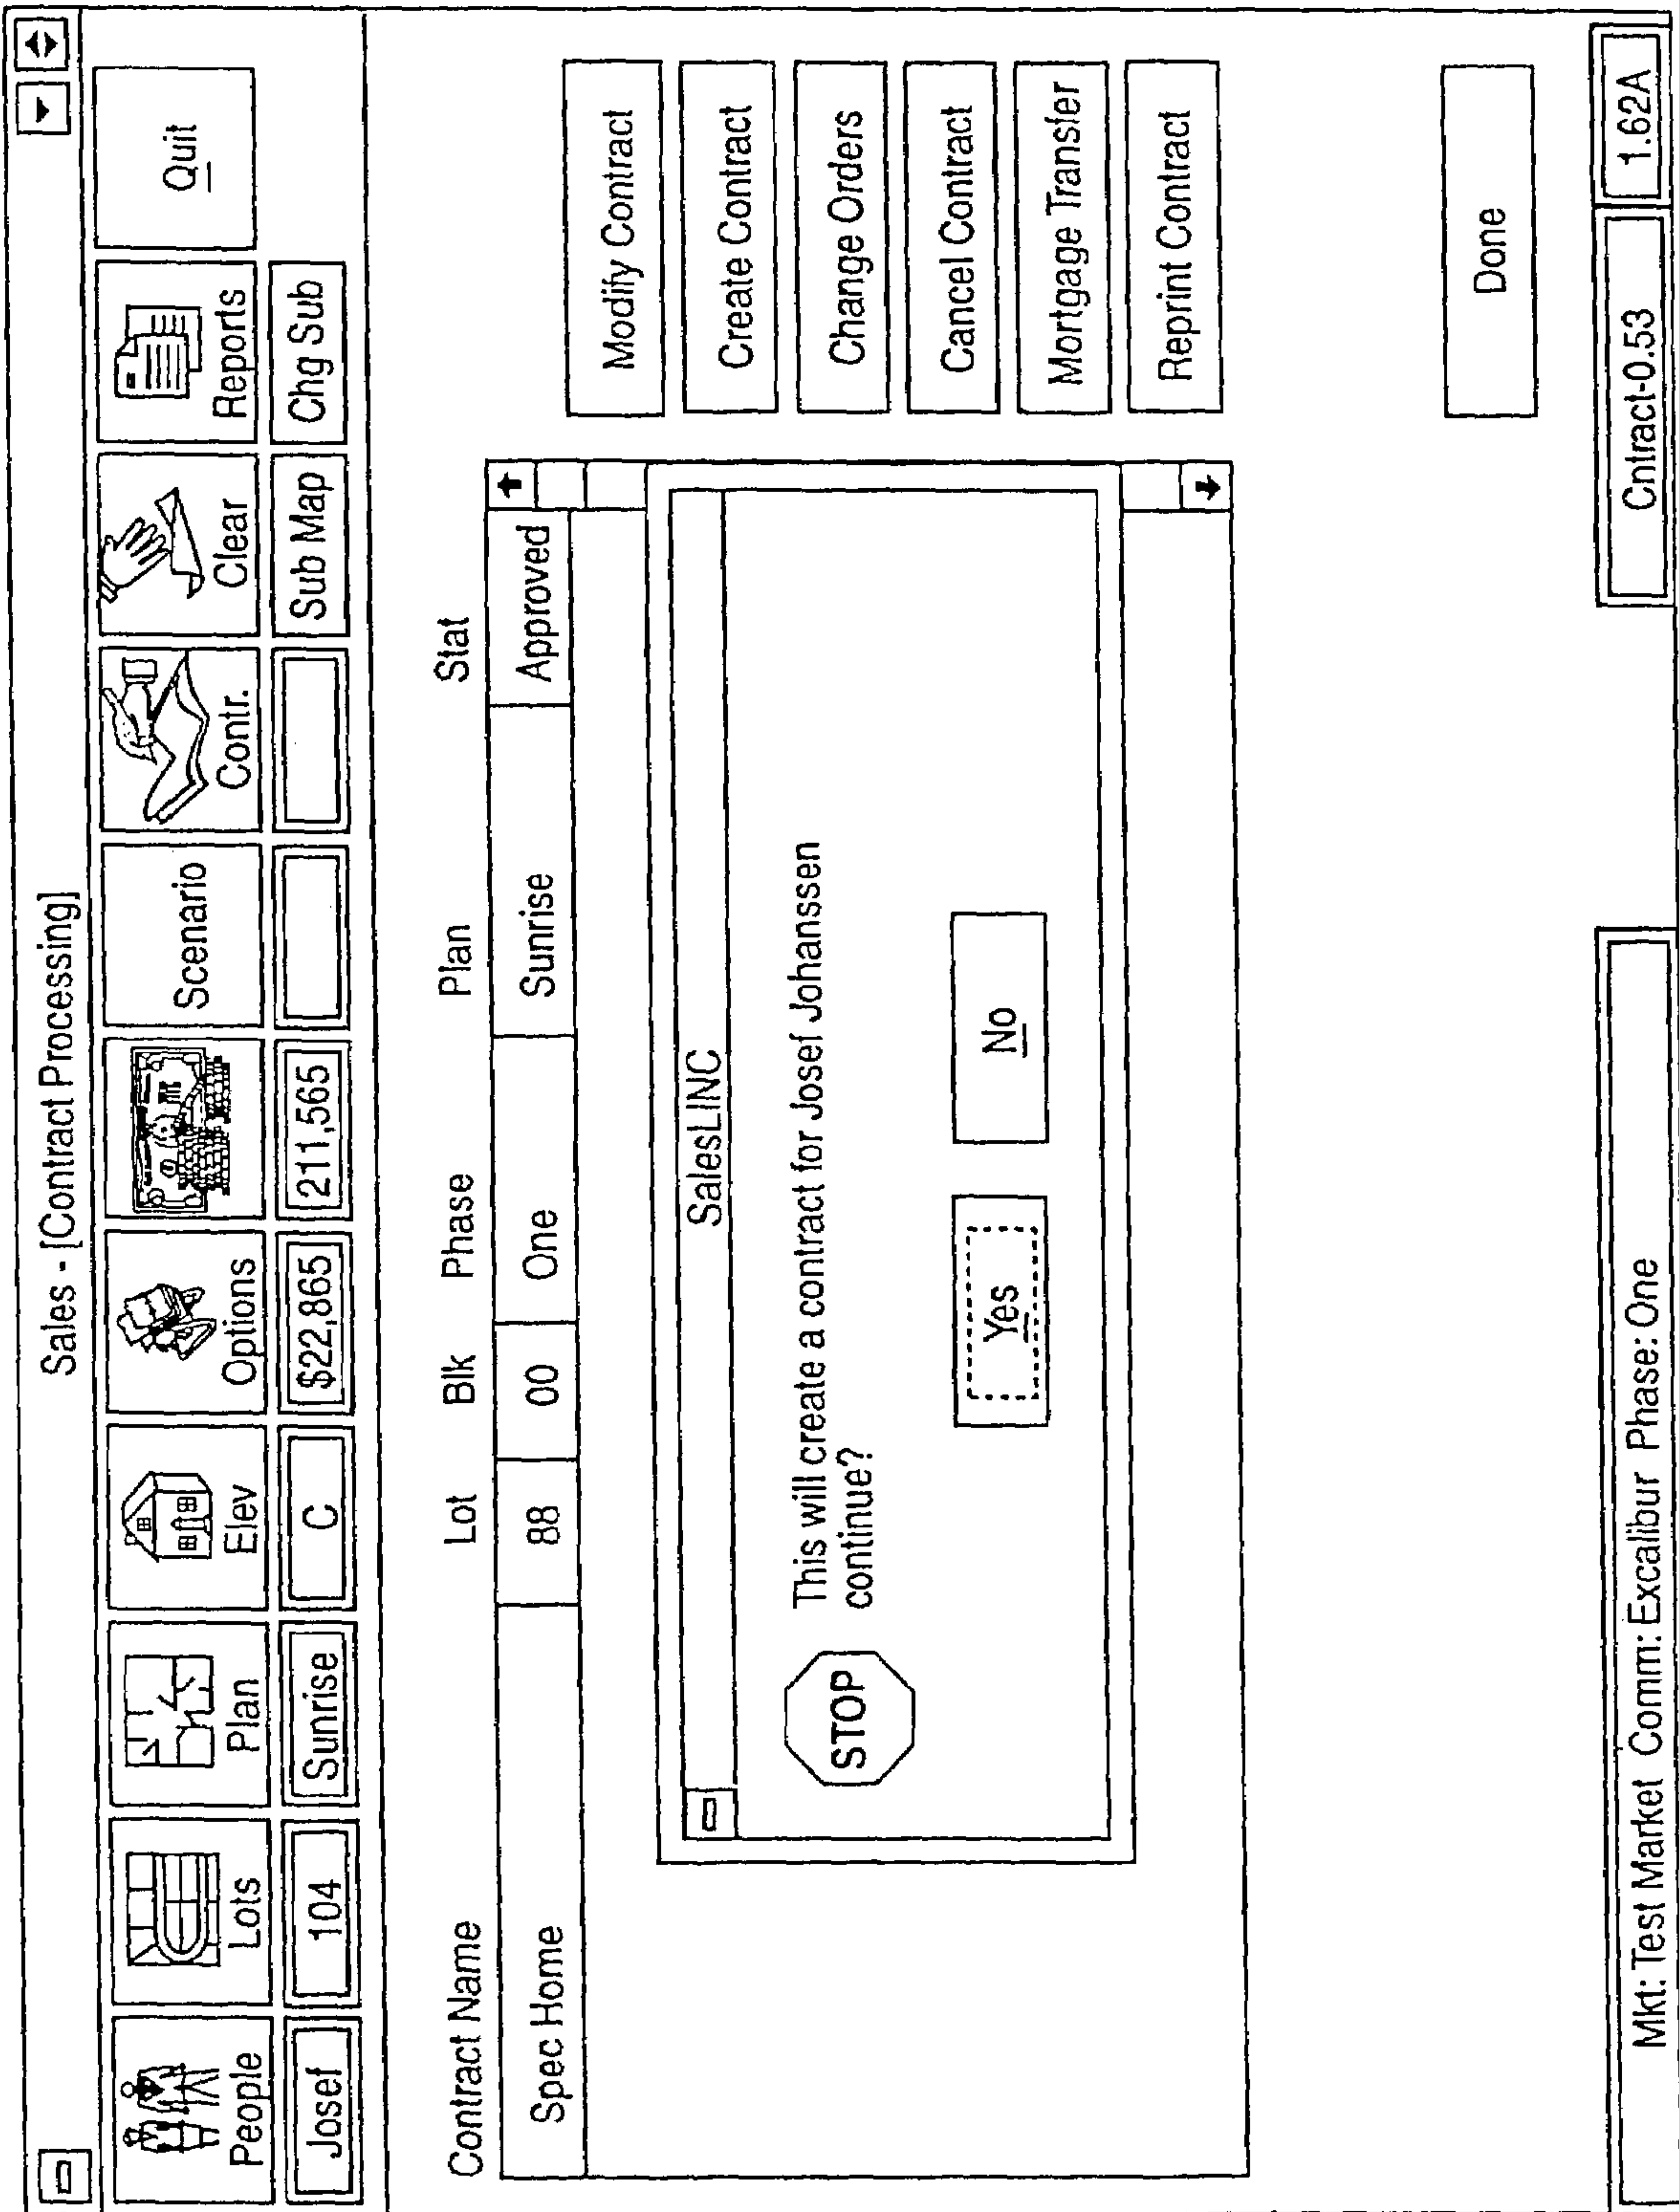 Sales - [Contract Processing]
People Lots Plan Elev Options Scenario Contr. Clear Reports Quit
Josef 104 Sunrise C $22,865 211,565 Sub Map Chg Sub
Contract Name Lot Blk Phase Plan Stat
Spec Home 88 00 One Sunrise Approved
Modify Contract
Create Contract
Change Orders
Cancel Contract
Mortgage Transfer
Reprint Contract
SalesLINC
STOP
This will create a contract for Josef Johanssen
continue?
Yes No
Done
Mkt: Test Market Comm: Excalibur Phase: One Cntract-0.53 1.62A